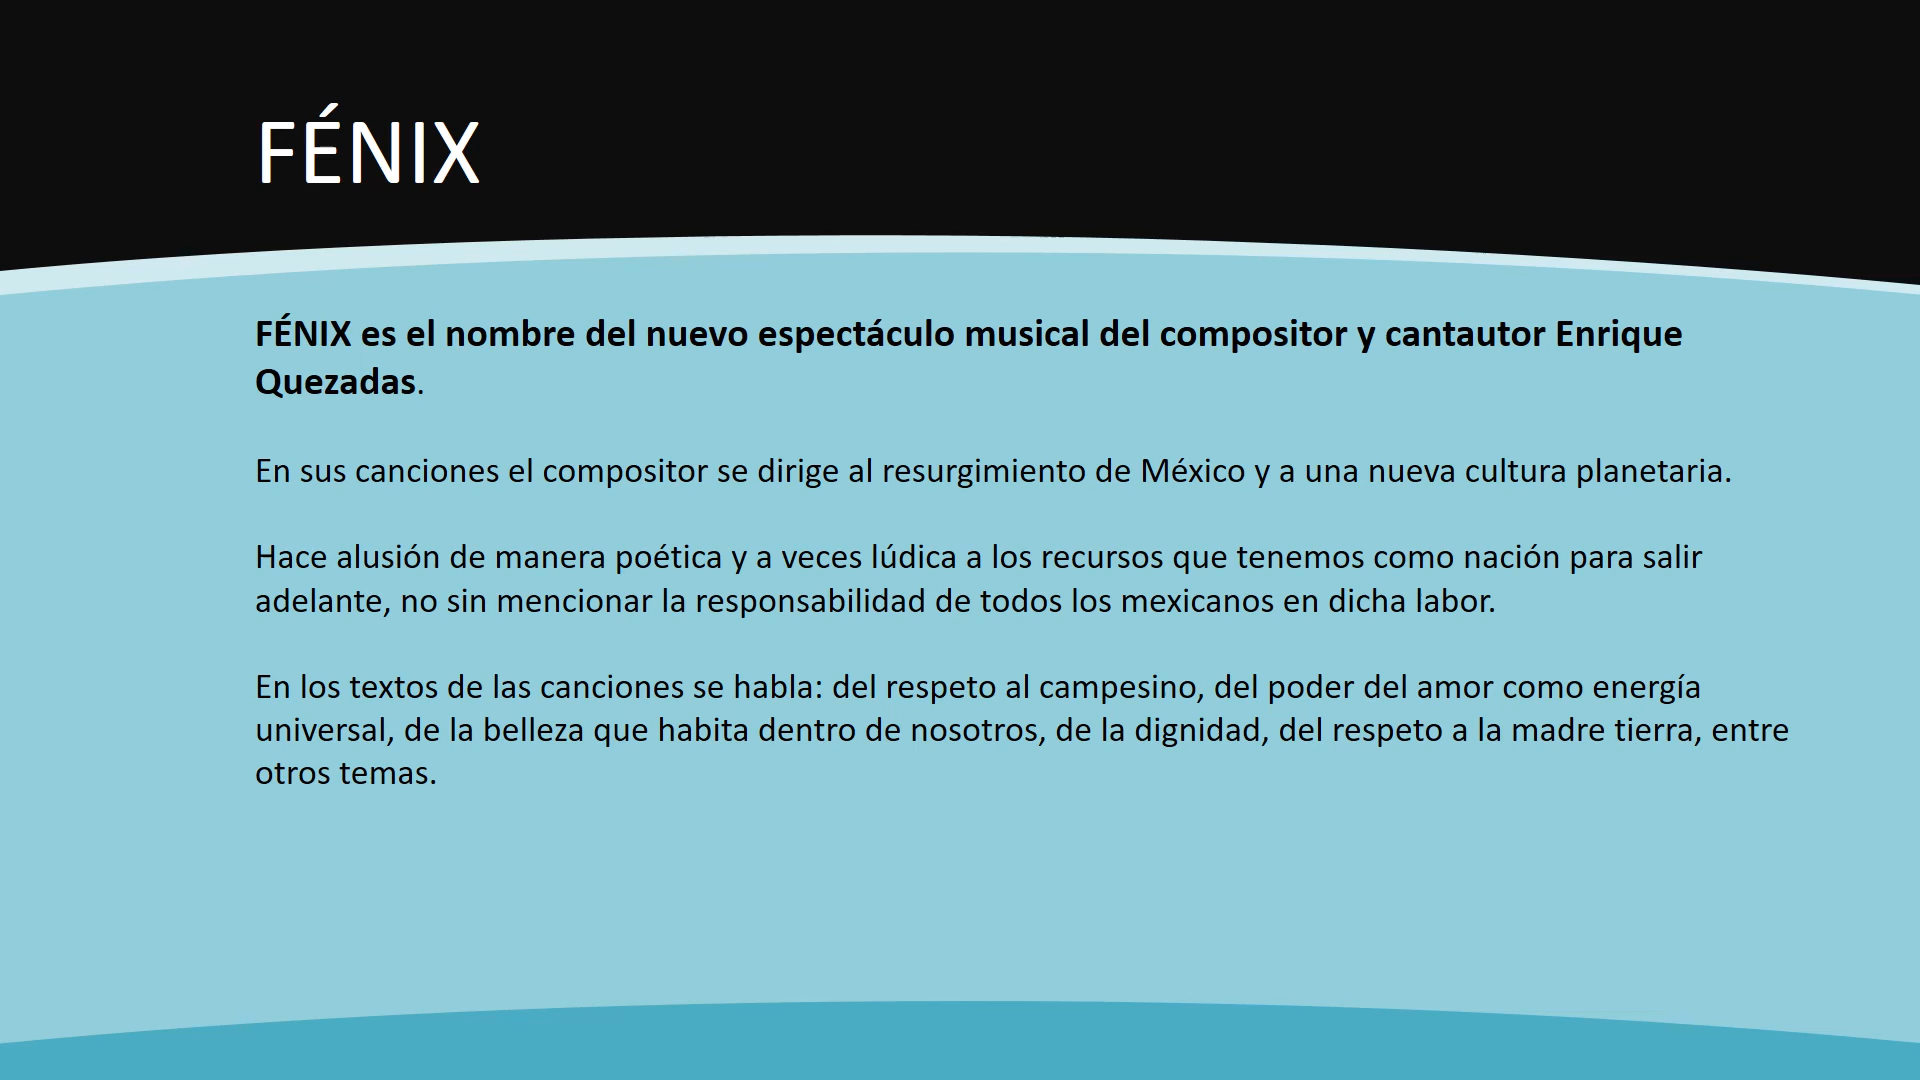 FÉNIX
FÉNIX es el nombre del nuevo espectáculo musical del compositor y cantautor Enrique
Quezadas.
En sus canciones el compositor se dirige al resurgimiento de México y a una nueva cultura planetaria.
Hace alusión de manera poética y a veces lúdica a los recursos que tenemos como nación para salir
adelante, no sin mencionar la responsabilidad de todos los mexicanos en dicha labor.
En los textos de las canciones se habla: del respeto al campesino, del poder del amor como energía
universal, de la belleza que habita dentro de nosotros, de la dignidad, del respeto a la madre tierra, entre
otros temas.